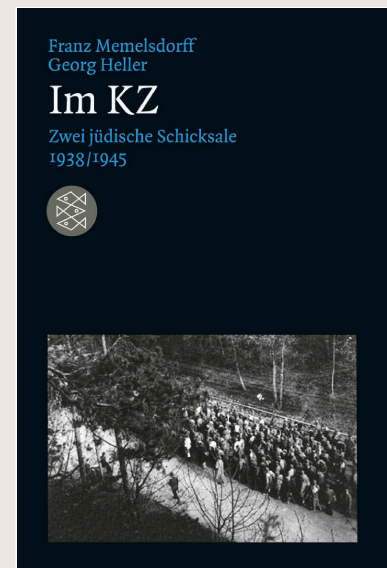 Franz Memelsdorff
Georg Heller
Im KZ
Zwei jüdische Schicksale
1938/1945